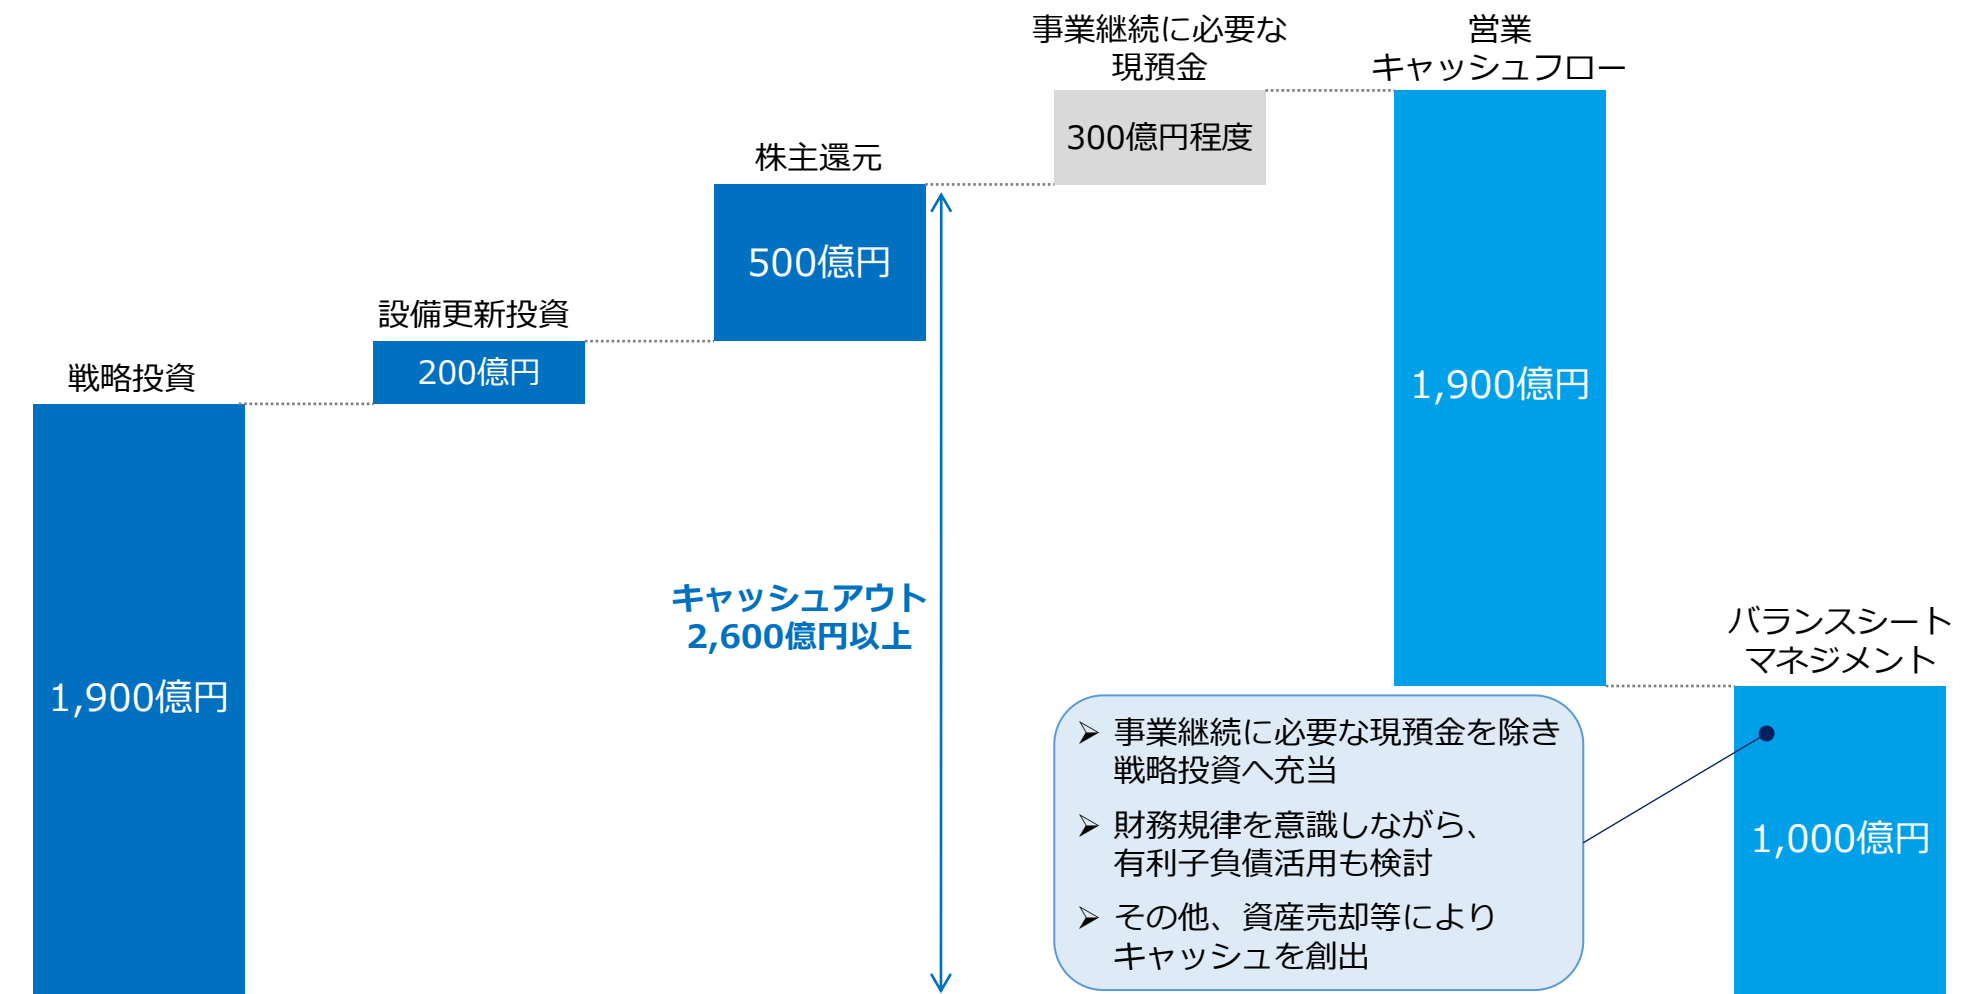 事業継続に必要な
現預金
営業
キャッシュフロー
300億円程度
株主還元
500億円
設備更新投資
200億円
戦略投資
1,900億円
1,900億円
キャッシュアウト
2,600億円以上
バランスシート
マネジメント
1,000億円
➢ 事業継続に必要な現預金を除き
戦略投資へ充当
➢ 財務規律を意識しながら、
有利子負債活用も検討
➢ その他、資産売却等により
キャッシュを創出